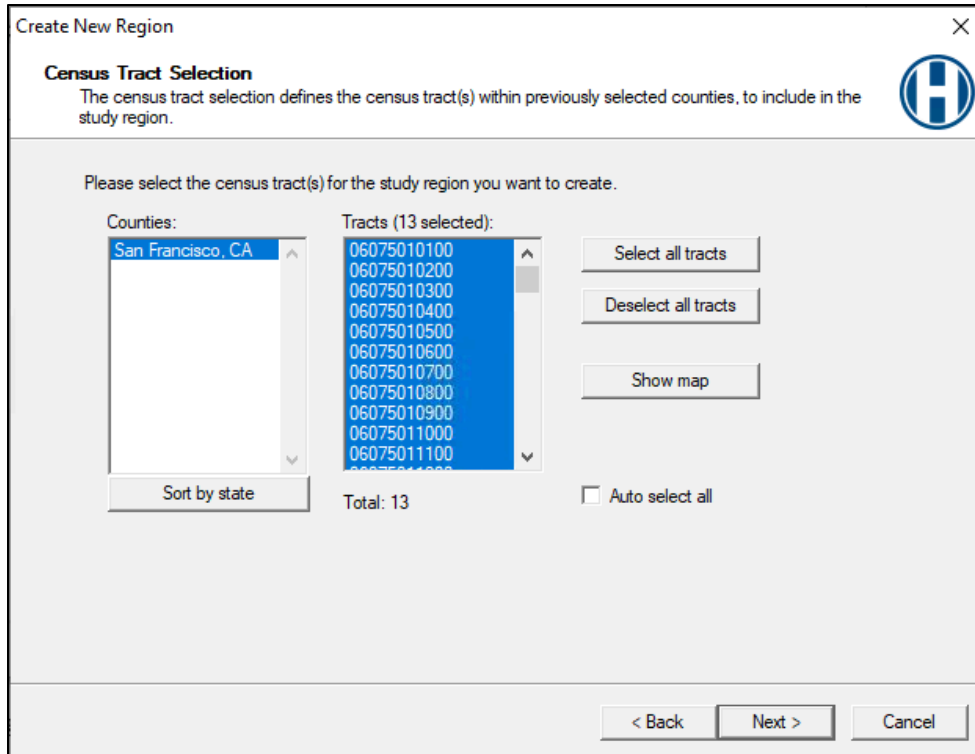 Create New Region
Census Tract Selection
The census tract selection defines the census tract(s) within previously selected counties, to include in the
study region.
Please select the census tract(s) for the study region you want to create.
Counties:
San Francisco, CA
Sort by state
Tracts (13 selected):
06075010100
06075010200
06075010300
06075010400
06075010500
06075010600
06075010700
06075010800
06075010900
06075011000
06075011100
Total: 13
Select all tracts
Deselect all tracts
Show map
Auto select all
< Back
Next >
Cancel